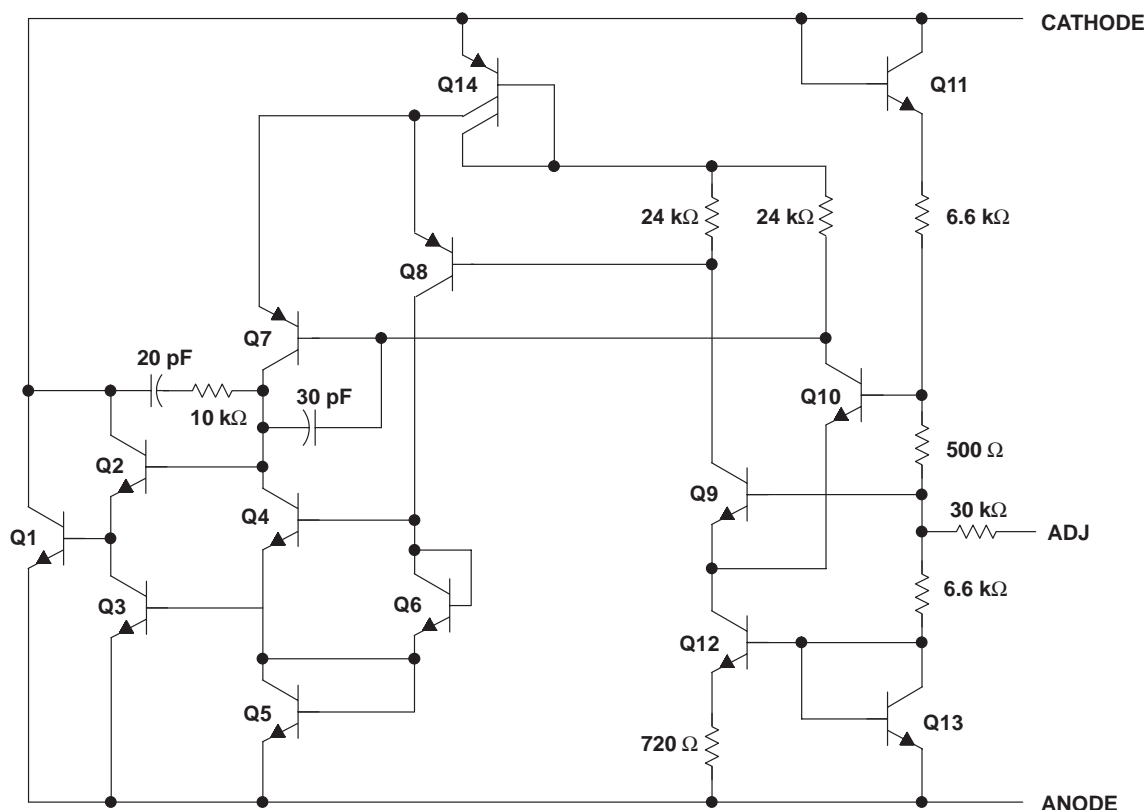 CATHODE
Q14
Q11
24 kΩ
24 kΩ
6.6 kΩ
Q8
Q7
20 pF
10 kΩ
30 pF
Q10
Q2
500 Ω
Q9
Q4
30 kΩ
Q1
ADJ
Q3
Q6
6.6 kΩ
Q12
Q5
Q13
720 Ω
ANODE